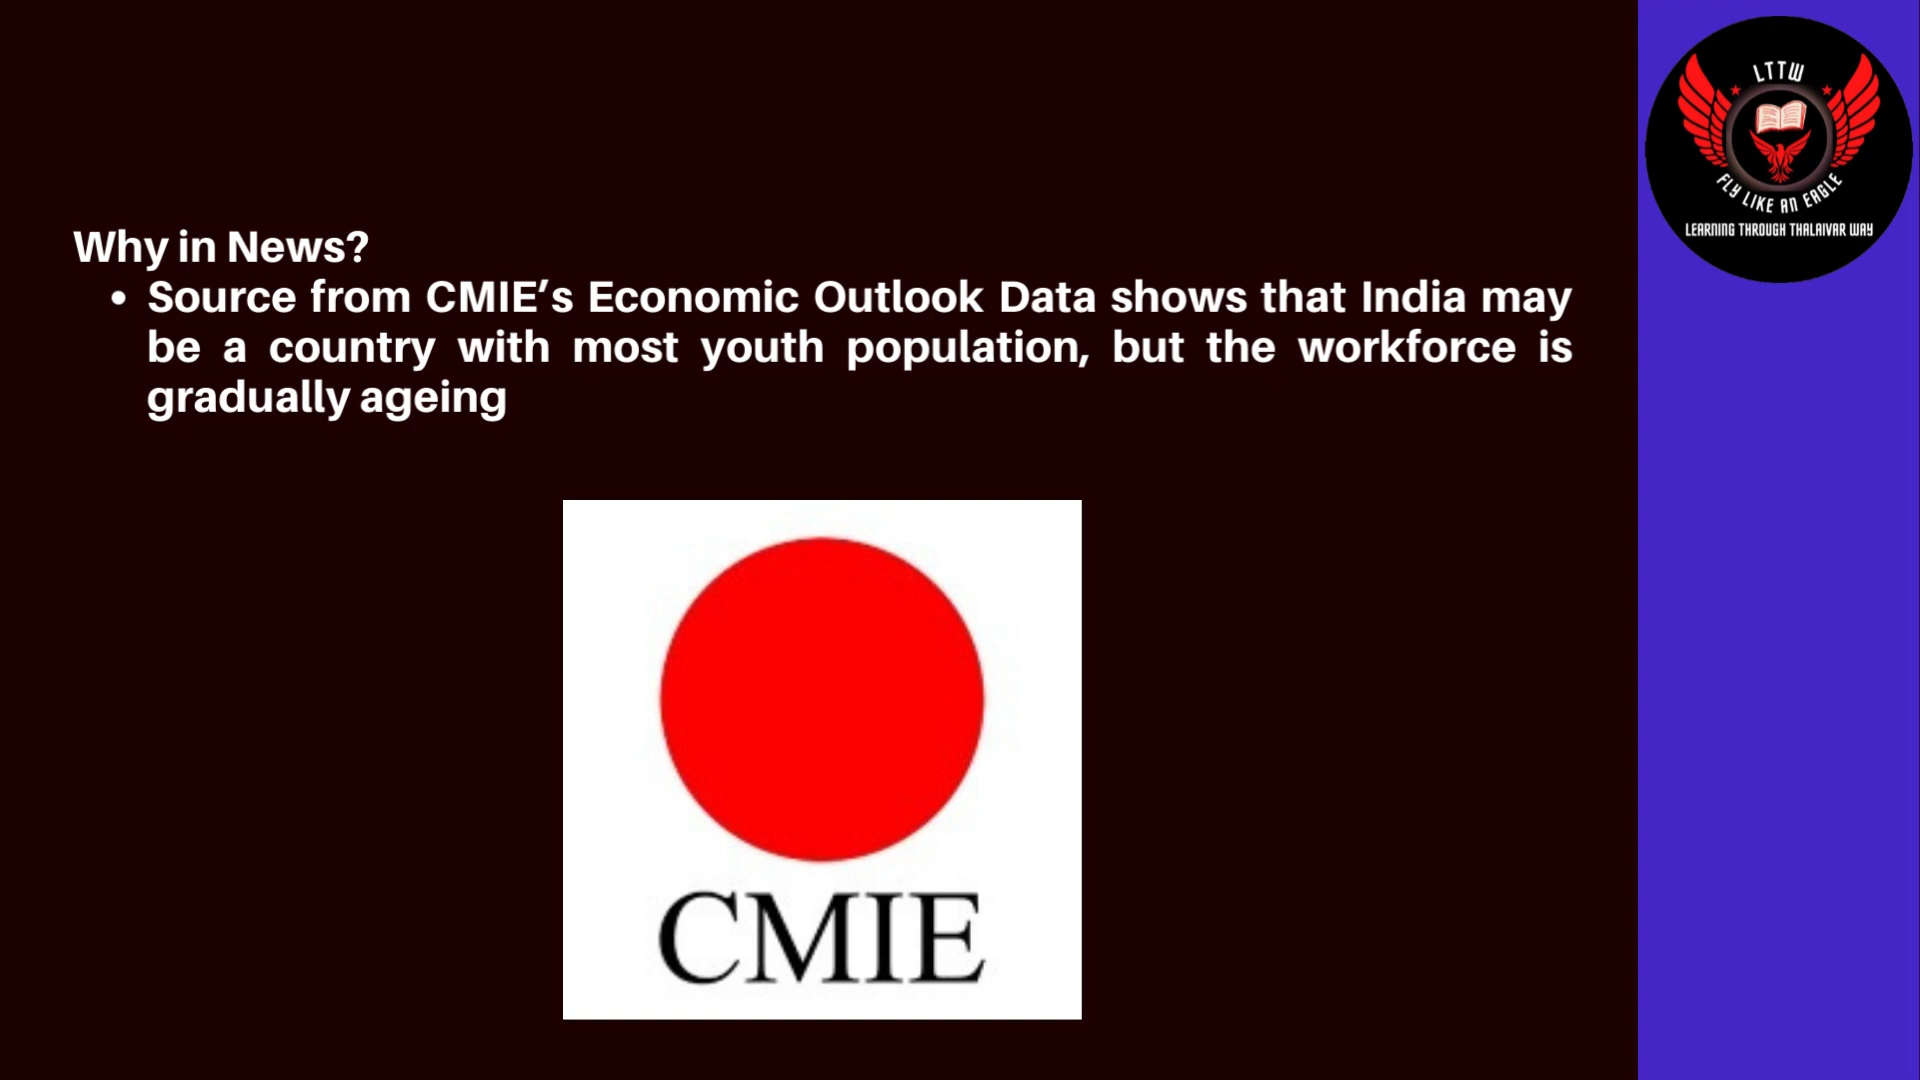 Why in News?
• Source from CMIE’s Economic Outlook Data shows that India may
be a country with most youth population, but the workforce is
gradually ageing
CMIE
LTTW
FLY LIKE AN EAGLE
LEARNING THROUGH THALAIVAR WAY